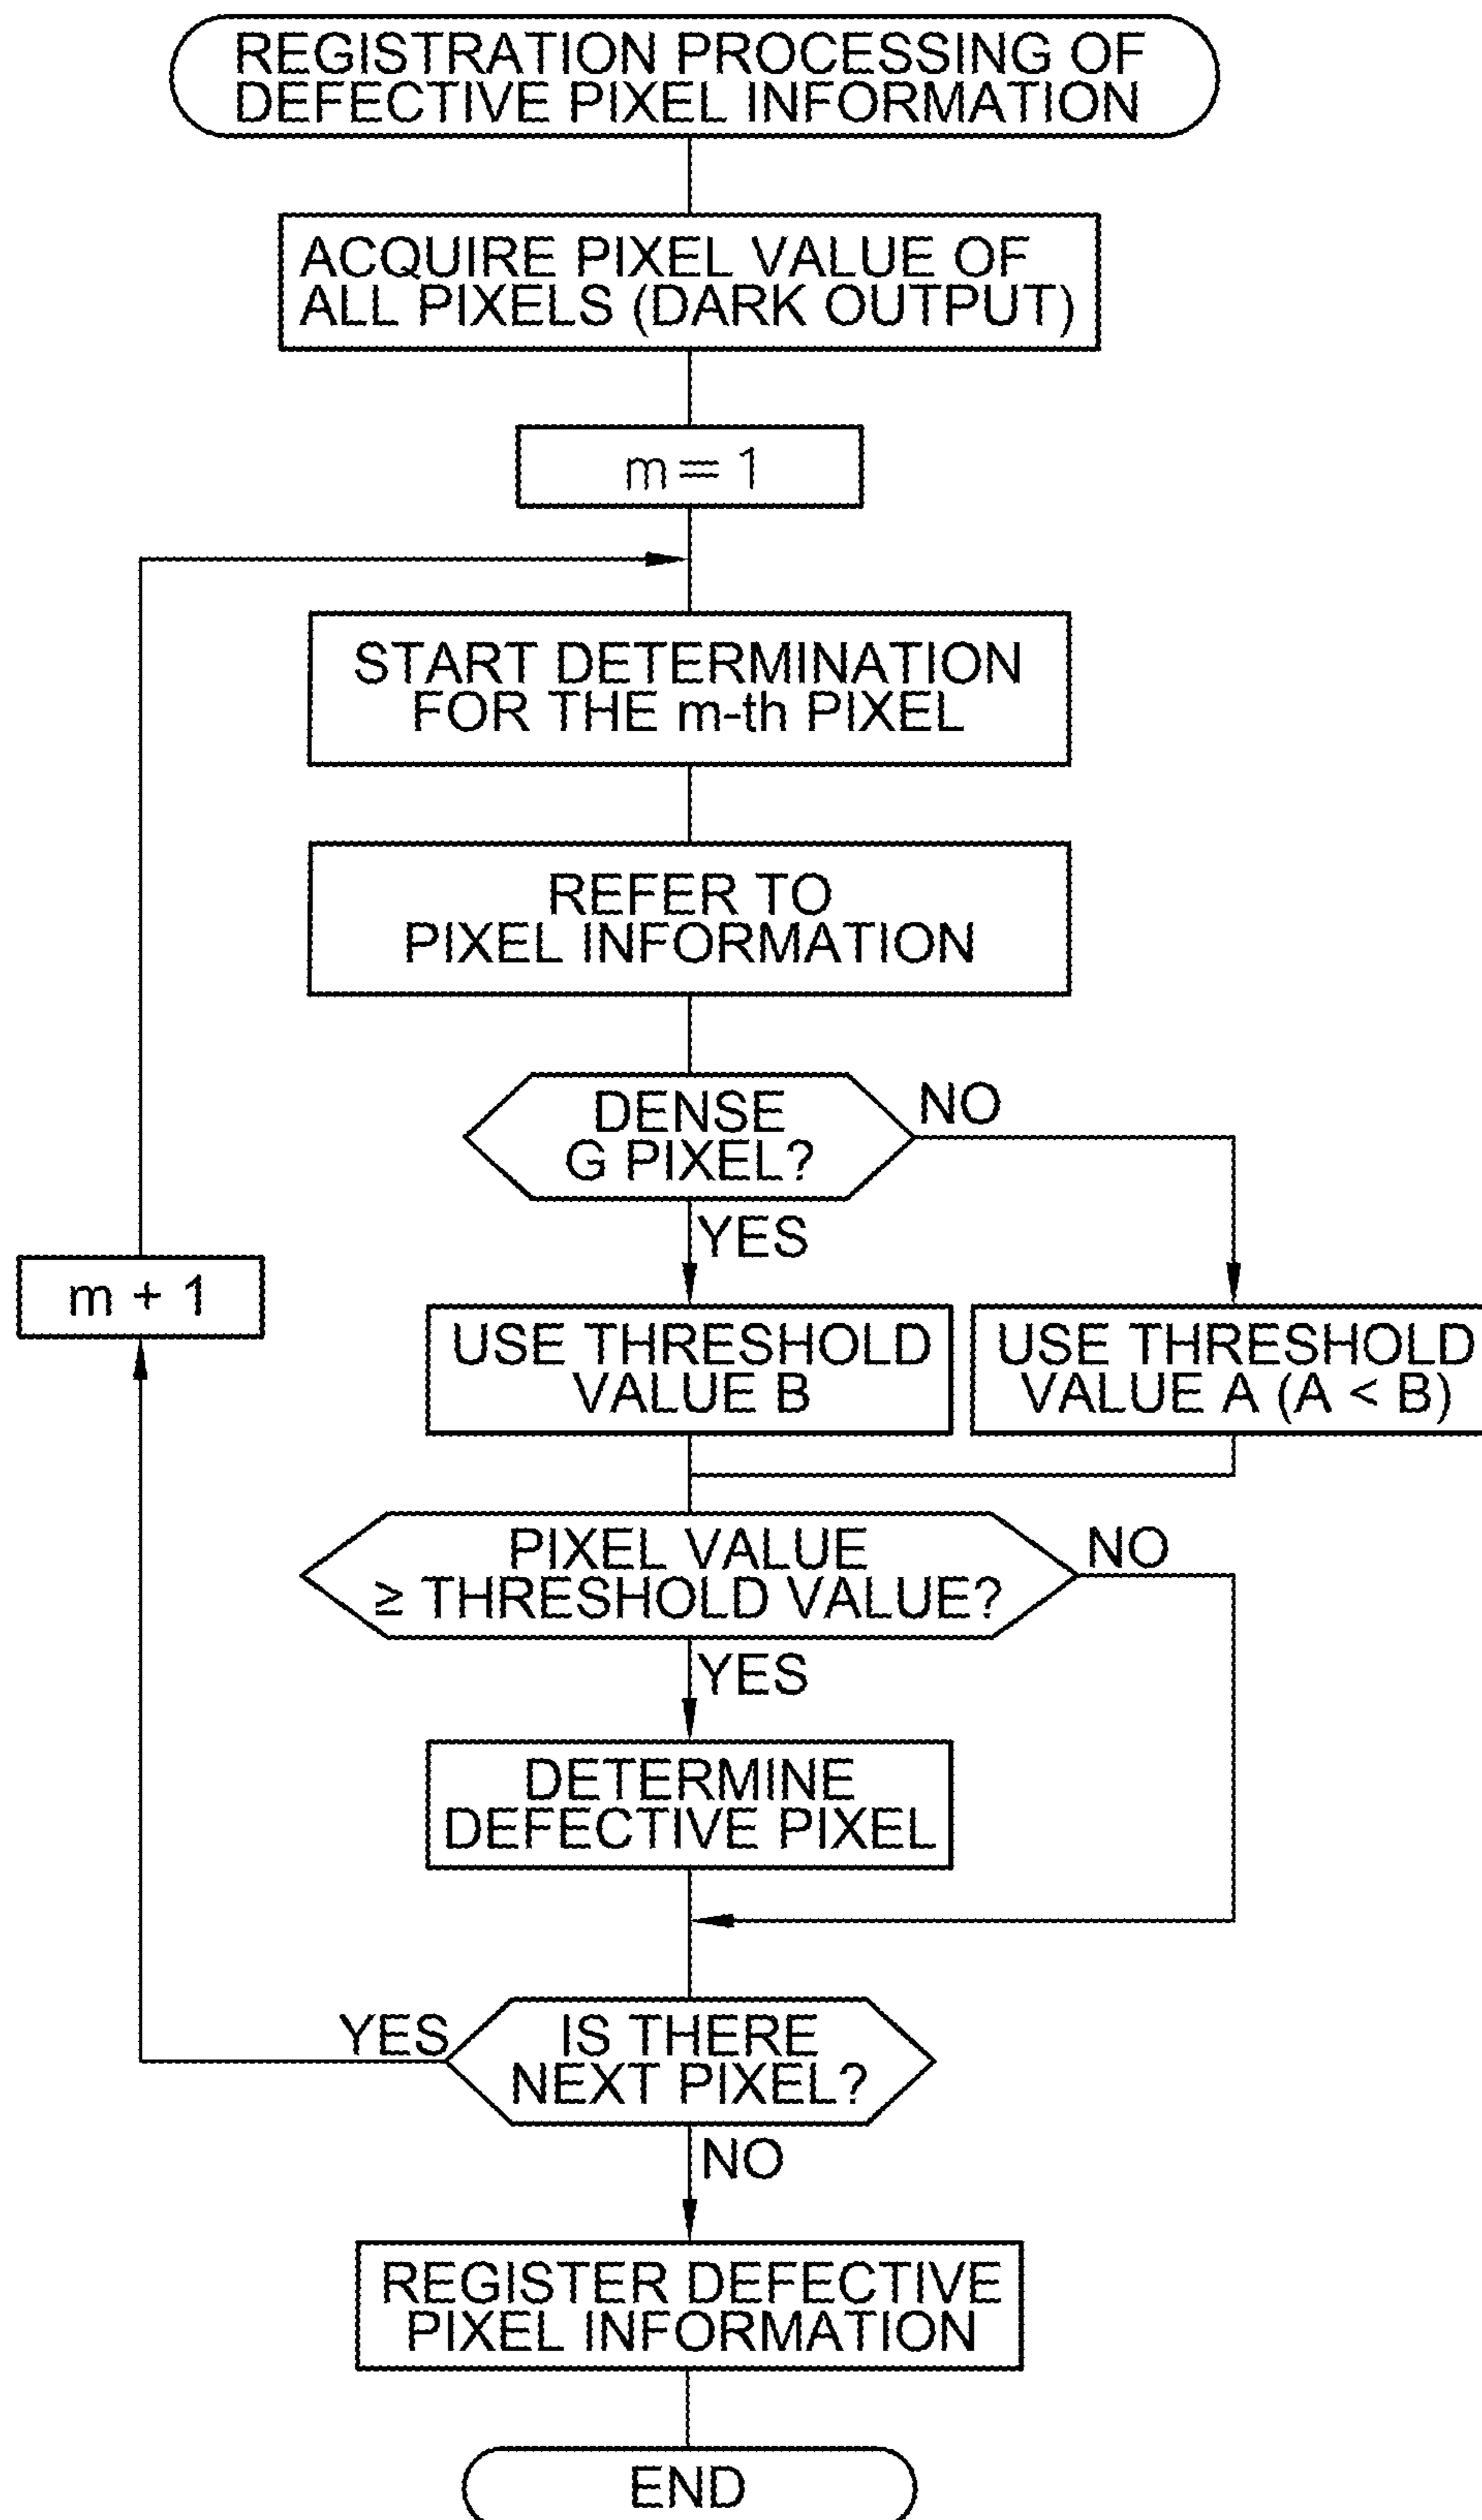 REGISTRATION PROCESSING OF
DEFECTIVE PIXEL INFORMATION
ACQUIRE PIXEL VALUE OF
ALL PIXELS (DARK OUTPUT)
m = 1
START DETERMINATION
FOR THE m-th PIXEL
REFER TO
PIXEL INFORMATION
DENSE
G PIXEL?
NO
YES
m + 1
USE THRESHOLD
VALUE B
USE THRESHOLD
VALUE A (A < B)
PIXEL VALUE
≥ THRESHOLD VALUE?
NO
YES
DETERMINE
DEFECTIVE PIXEL
YES
IS THERE
NEXT PIXEL?
NO
REGISTER DEFECTIVE
PIXEL INFORMATION
END